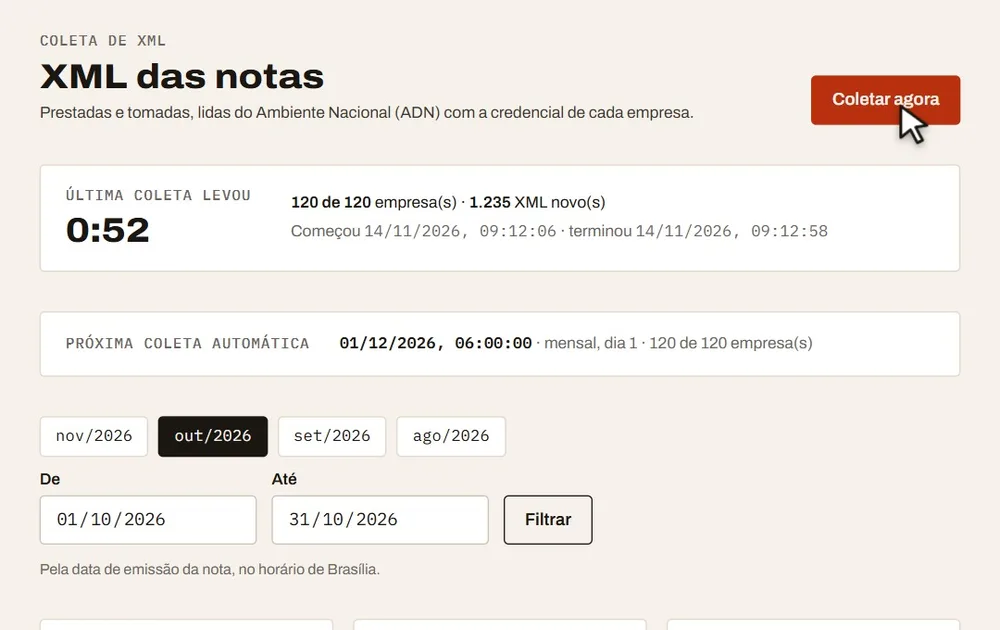 COLETA DE XML
XML das notas
Prestadas e tomadas, lidas do Ambiente Nacional (ADN) com a credencial de cada empresa.
Coletar agora
ÚLTIMA COLETA LEVOU
0:52
120 de 120 empresa(s) · 1.235 XML novo(s)
Começou 14/11/2026, 09:12:06 · terminou 14/11/2026, 09:12:58
PRÓXIMA COLETA AUTOMÁTICA 01/12/2026, 06:00:00 · mensal, dia 1 · 120 de 120 empresa(s)
nov/2026 out/2026 set/2026 ago/2026
De Até
01/10/2026 31/10/2026 Filtrar
Pela data de emissão da nota, no horário de Brasília.